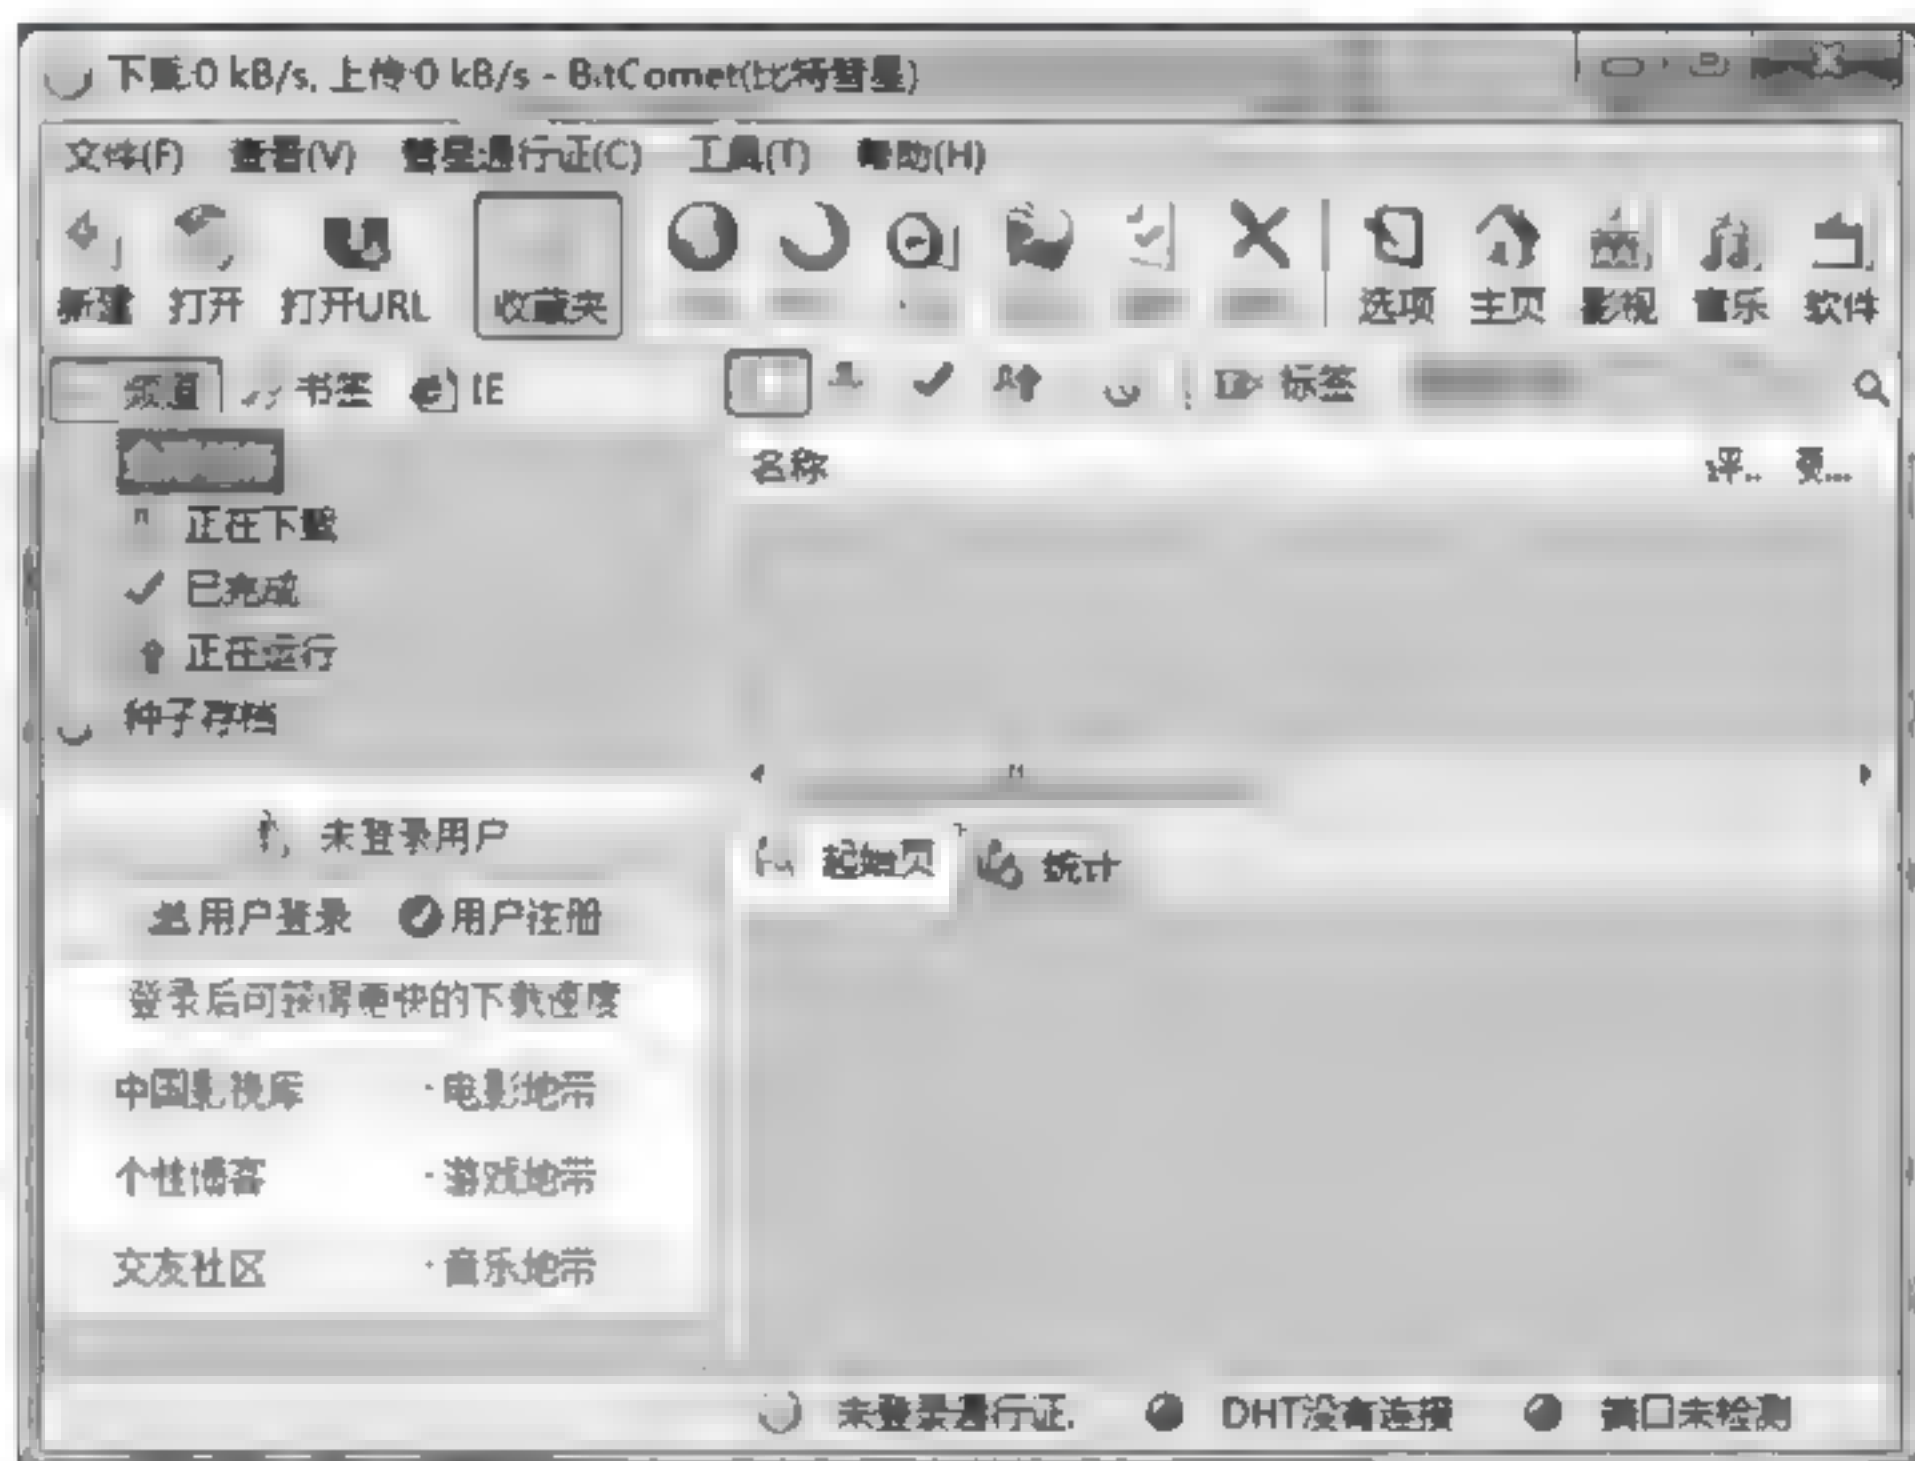 下载:0 kB/s, 上传:0 kB/s - BitComet(比特彗星)
文件(F) 查看(V) 彗星通行证(C) 工具(T) 帮助(H)
新建 打开 打开URL 收藏夹 选项 主页 影视 音乐 软件
频道 书签 IE 标签
名称 评.. 要...
正在下载
已完成
正在运行
种子存档
未登录用户
起始页 统计
用户登录 用户注册
登录后可获得更快的下载速度
中国影视库 ·电影地带
个性博客 ·游戏地带
交友社区 ·音乐地带
未登录通行证. DHT没有连接 端口未检测